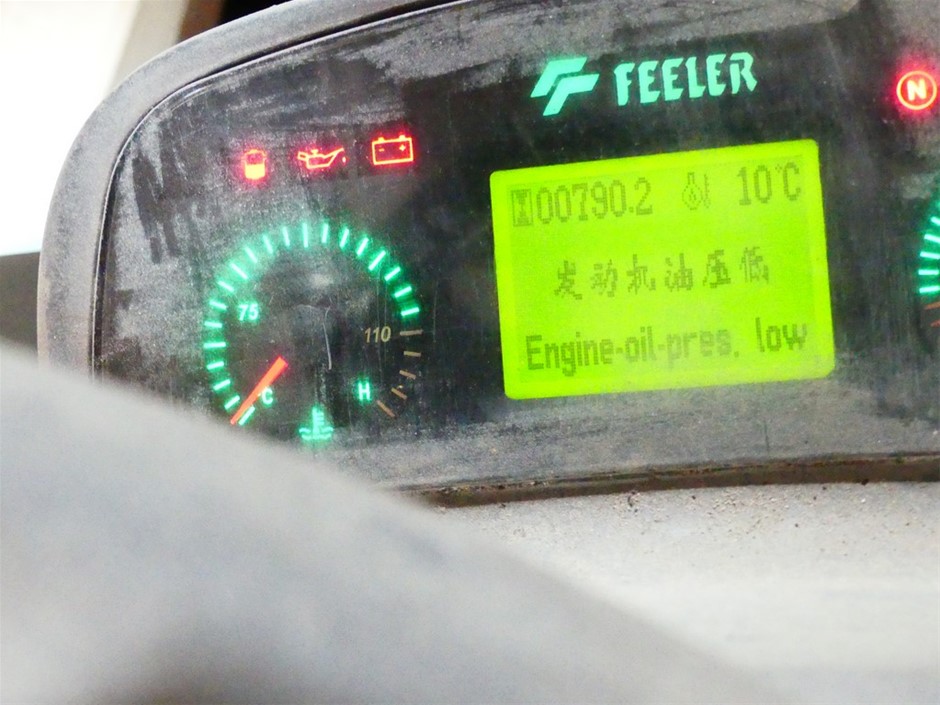 FEELER
N
00790.2 10°C
发动机油压低
Engine-oil-pres. low
75
110
C
H